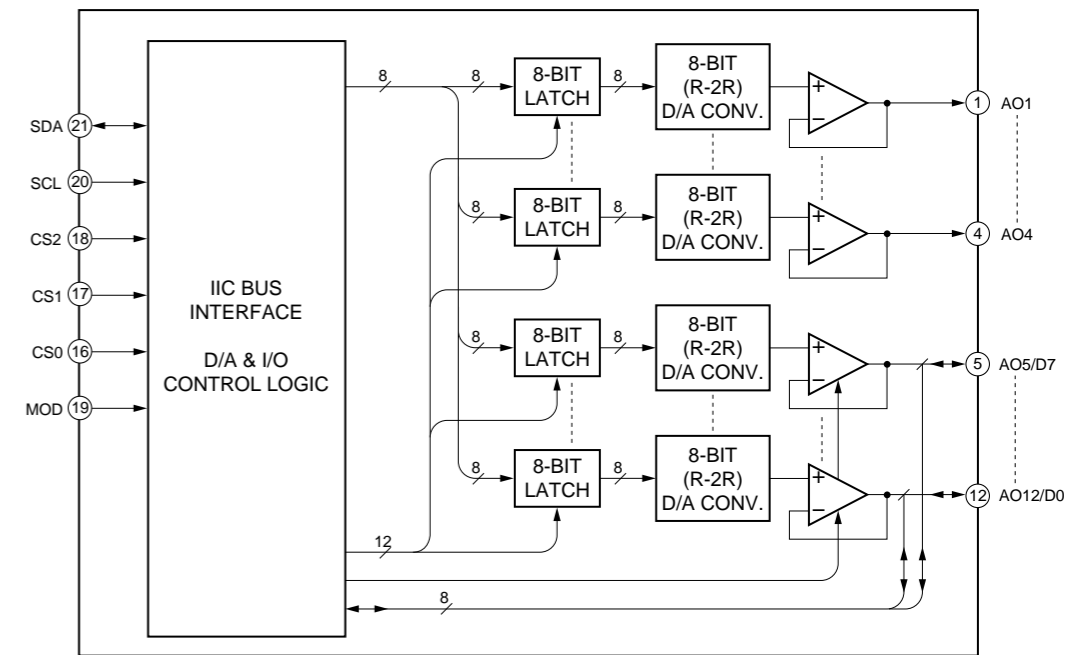 SDA 21
SCL 20
CS2 18
CS1 17
CS0 16
MOD 19
IIC BUS
INTERFACE
D/A & I/O
CONTROL LOGIC
8
8
8-BIT
LATCH
8
8-BIT
(R-2R)
D/A CONV.
+
−
1 AO1
8
8-BIT
LATCH
8
8-BIT
(R-2R)
D/A CONV.
+
−
4 AO4
8
8-BIT
LATCH
8
8-BIT
(R-2R)
D/A CONV.
+
−
5 AO5/D7
8
8-BIT
LATCH
8
8-BIT
(R-2R)
D/A CONV.
+
−
12 AO12/D0
12
8